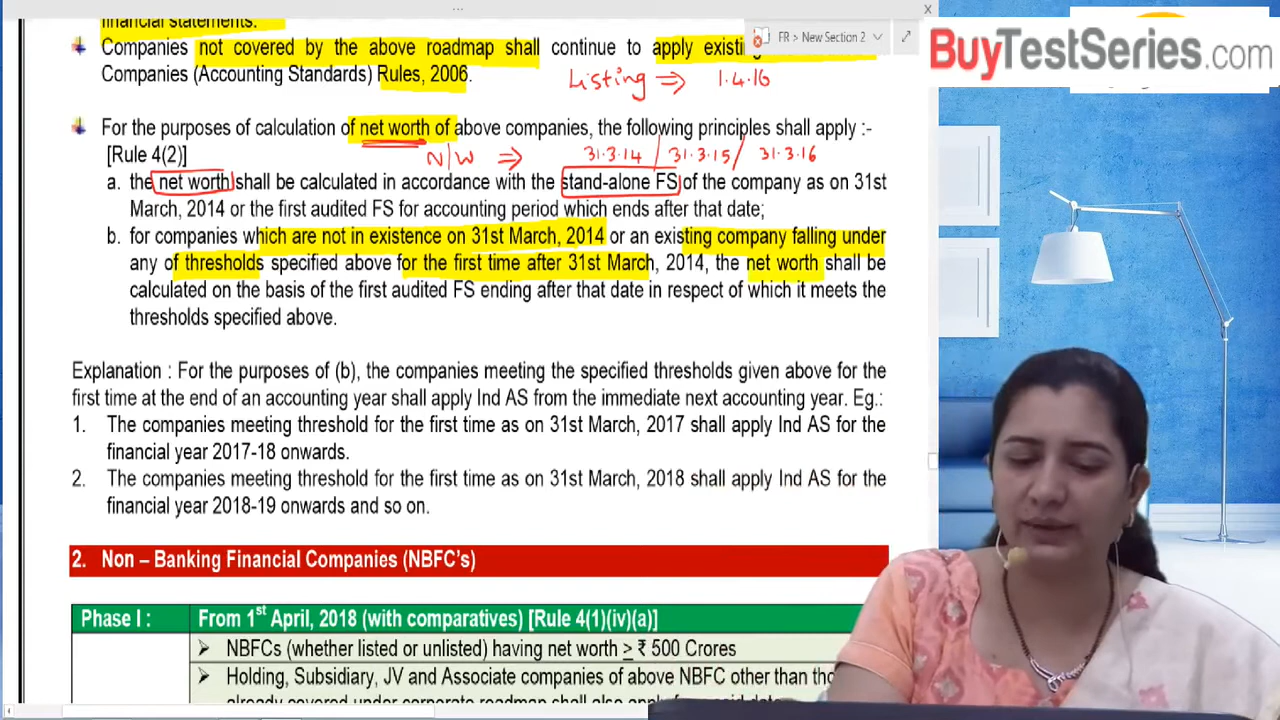 ...
financial statements.
FR > New Section 2
BuyTestSeries.com
Companies not covered by the above roadmap shall continue to apply existing
Companies (Accounting Standards) Rules, 2006.
Listing ⇒ 1.4.16
For the purposes of calculation of net worth of above companies, the following principles shall apply :-
[Rule 4(2)]
N/W ⇒ 31.3.14 / 31.3.15 / 31.3.16
a. the net worth shall be calculated in accordance with the stand-alone FS of the company as on 31st
March, 2014 or the first audited FS for accounting period which ends after that date;
b. for companies which are not in existence on 31st March, 2014 or an existing company falling under
any of thresholds specified above for the first time after 31st March, 2014, the net worth shall be
calculated on the basis of the first audited FS ending after that date in respect of which it meets the
thresholds specified above.
Explanation : For the purposes of (b), the companies meeting the specified thresholds given above for the
first time at the end of an accounting year shall apply Ind AS from the immediate next accounting year. Eg.:
1. The companies meeting threshold for the first time as on 31st March, 2017 shall apply Ind AS for the
financial year 2017-18 onwards.
2. The companies meeting threshold for the first time as on 31st March, 2018 shall apply Ind AS for the
financial year 2018-19 onwards and so on.
2. Non – Banking Financial Companies (NBFC's)
Phase I : From 1st April, 2018 (with comparatives) [Rule 4(1)(iv)(a)]
NBFCs (whether listed or unlisted) having net worth ≥ ₹ 500 Crores
Holding, Subsidiary, JV and Associate companies of above NBFC other than
already covered under corporate roadmap shall also apply